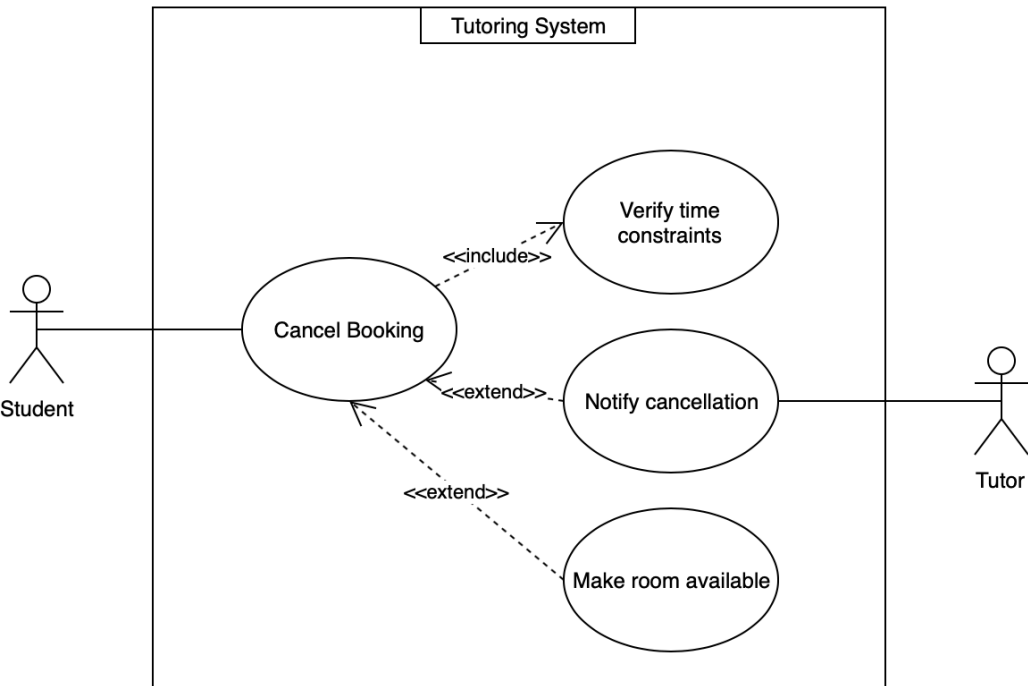 Tutoring System
Verify time
constraints
<<include>>
Cancel Booking
<<extend>>
Notify cancellation
Student
Tutor
<<extend>>
Make room available